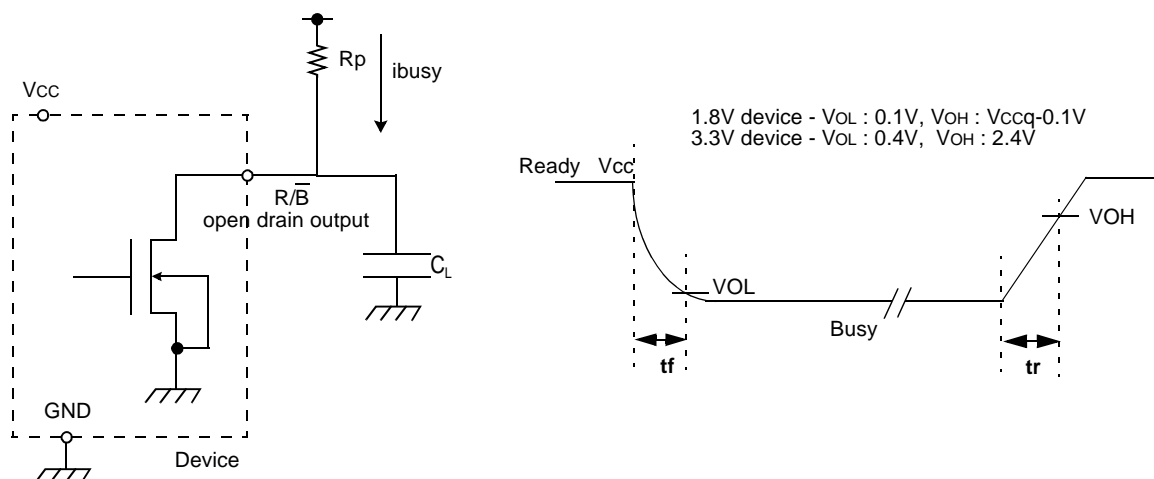 Rp
ibusy
VCC
R/B̅
open drain output
CL
GND
Device
1.8V device - VOL : 0.1V, VOH : VCCq-0.1V
3.3V device - VOL : 0.4V, VOH : 2.4V
Ready Vcc
VOH
VOL
Busy
tf
tr